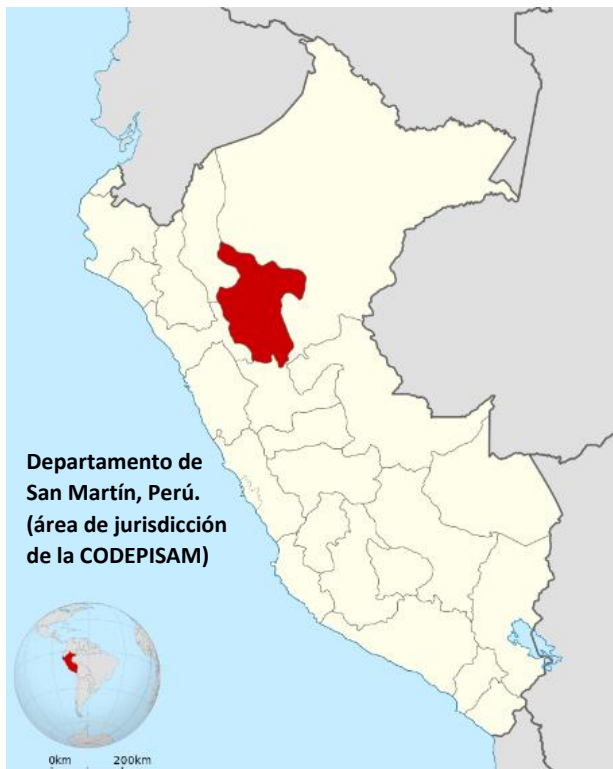 Departamento de
San Martín, Perú.
(área de jurisdicción
de la CODEPISAM)
0km 200km